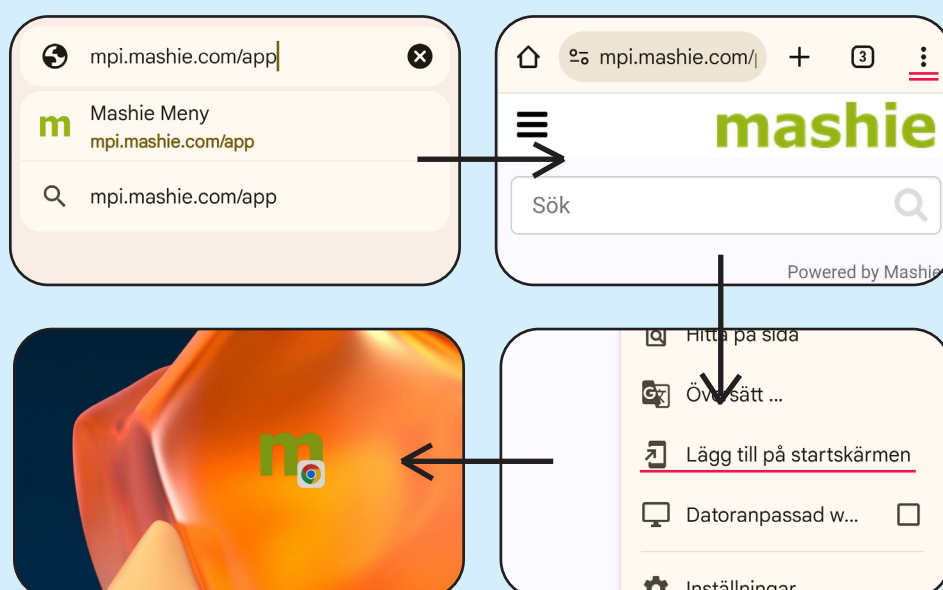 mpi.mashie.com/app
m
Mashie Meny
mpi.mashie.com/app
mpi.mashie.com/app
mpi.mashie.com/
3
mashie
Sök
Powered by Mashie
Hitta på sida
Översätt ...
Lägg till på startskärmen
Datoranpassad w...
Inställningar
m